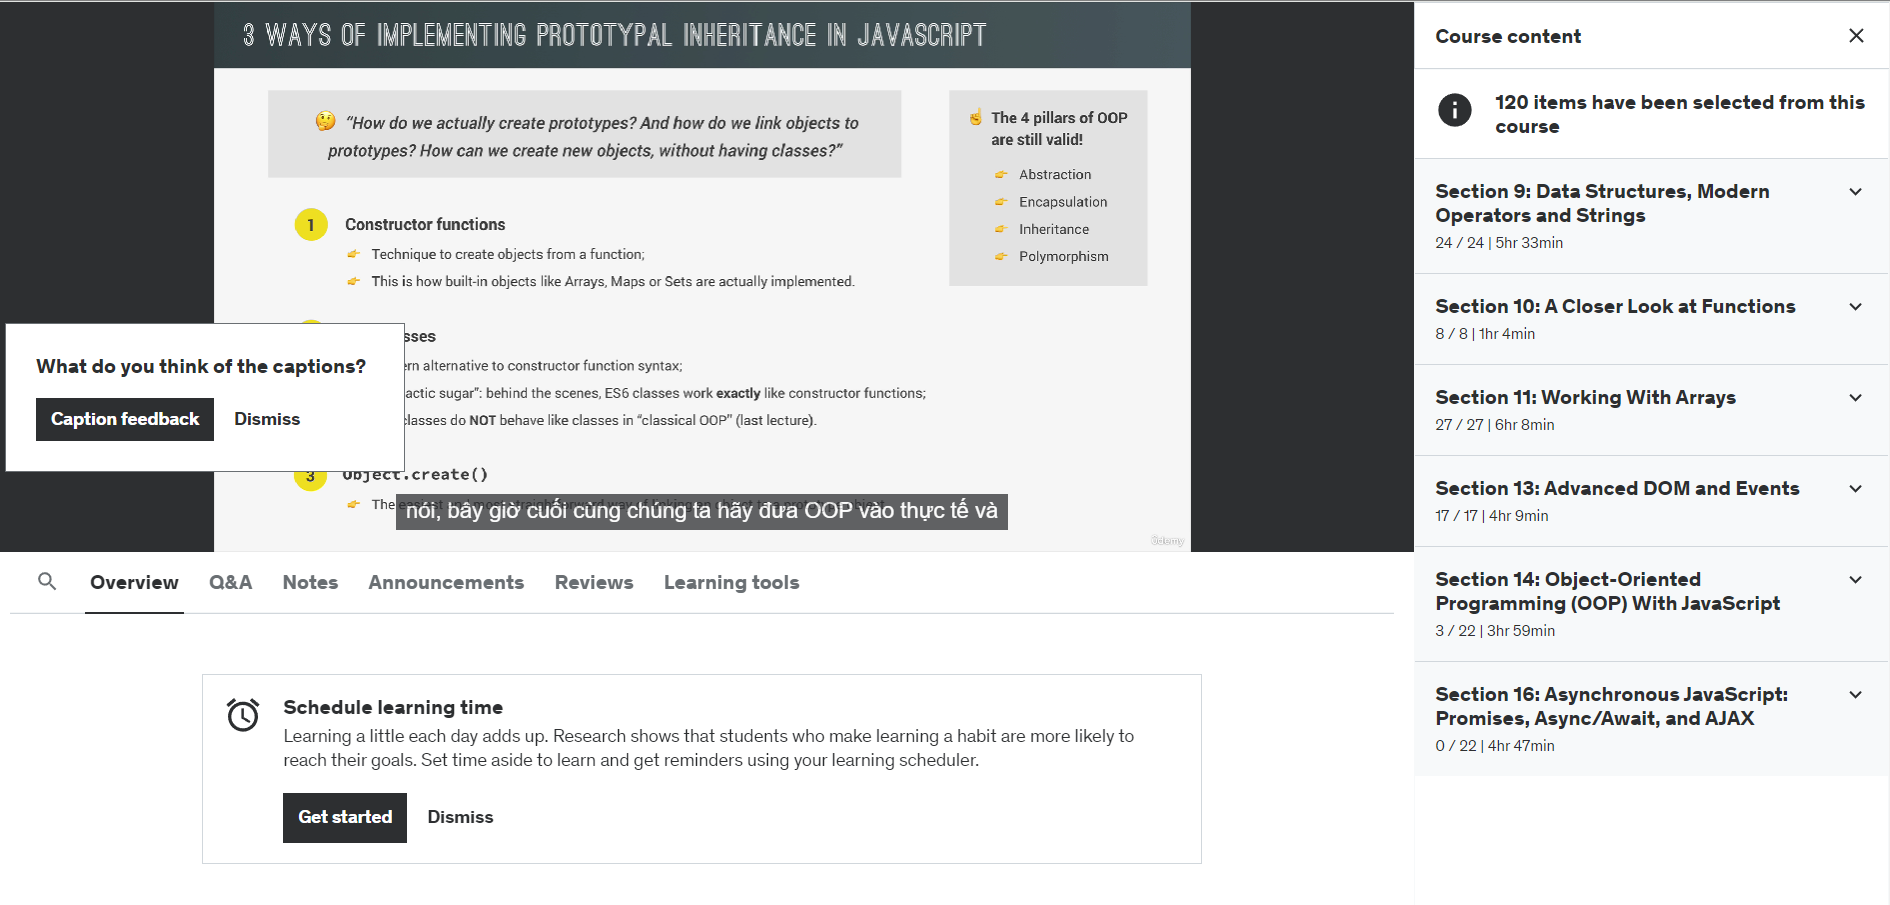 3 WAYS OF IMPLEMENTING PROTOTYPAL INHERITANCE IN JAVASCRIPT
“How do we actually create prototypes? And how do we link objects to
prototypes? How can we create new objects, without having classes?”
The 4 pillars of OOP
are still valid!
Abstraction
Encapsulation
Inheritance
Polymorphism
1 Constructor functions
Technique to create objects from a function;
This is how built-in objects like Arrays, Maps or Sets are actually implemented.
sses
ern alternative to constructor function syntax;
actic sugar”: behind the scenes, ES6 classes work exactly like constructor functions;
classes do NOT behave like classes in “classical OOP” (last lecture).
3 Object.create()
The
nói, bây giờ cuối cùng chúng ta hãy đưa OOP vào thực tế và
ûdemy
What do you think of the captions?
Caption feedback Dismiss
Overview Q&A Notes Announcements Reviews Learning tools
Schedule learning time
Learning a little each day adds up. Research shows that students who make learning a habit are more likely to
reach their goals. Set time aside to learn and get reminders using your learning scheduler.
Get started Dismiss
Course content
120 items have been selected from this
course
Section 9: Data Structures, Modern
Operators and Strings
24 / 24 | 5hr 33min
Section 10: A Closer Look at Functions
8 / 8 | 1hr 4min
Section 11: Working With Arrays
27 / 27 | 6hr 8min
Section 13: Advanced DOM and Events
17 / 17 | 4hr 9min
Section 14: Object-Oriented
Programming (OOP) With JavaScript
3 / 22 | 3hr 59min
Section 16: Asynchronous JavaScript:
Promises, Async/Await, and AJAX
0 / 22 | 4hr 47min